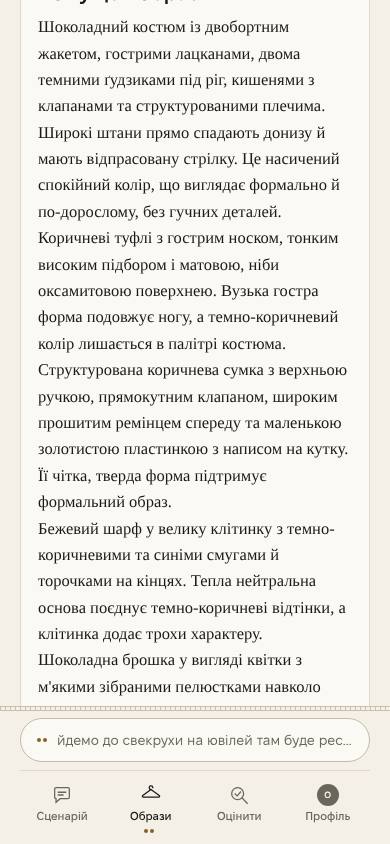 Шоколадний костюм із двобортним
жакетом, гострими лацканами, двома
темними ґудзиками під ріг, кишенями з
клапанами та структурованими плечима.
Широкі штани прямо спадають донизу й
мають відпрасовану стрілку. Це насичений
спокійний колір, що виглядає формально й
по-дорослому, без гучних деталей.
Коричневі туфлі з гострим носком, тонким
високим підбором і матовою, ніби
оксамитовою поверхнею. Вузька гостра
форма подовжує ногу, а темно-коричневий
колір лишається в палітрі костюма.
Структурована коричнева сумка з верхньою
ручкою, прямокутним клапаном, широким
прошитим ремінцем спереду та маленькою
золотистою пластинкою з написом на кутку.
Її чітка, тверда форма підтримує
формальний образ.
Бежевий шарф у велику клітинку з темно-
коричневими та синіми смугами й
торочками на кінцях. Тепла нейтральна
основа поєднує темно-коричневі відтінки, а
клітинка додає трохи характеру.
Шоколадна брошка у вигляді квітки з
м'якими зібраними пелюстками навколо
йдемо до свекрухи на ювілей там буде рес...
Сценарій
Образи
Оцінити
О
Профіль